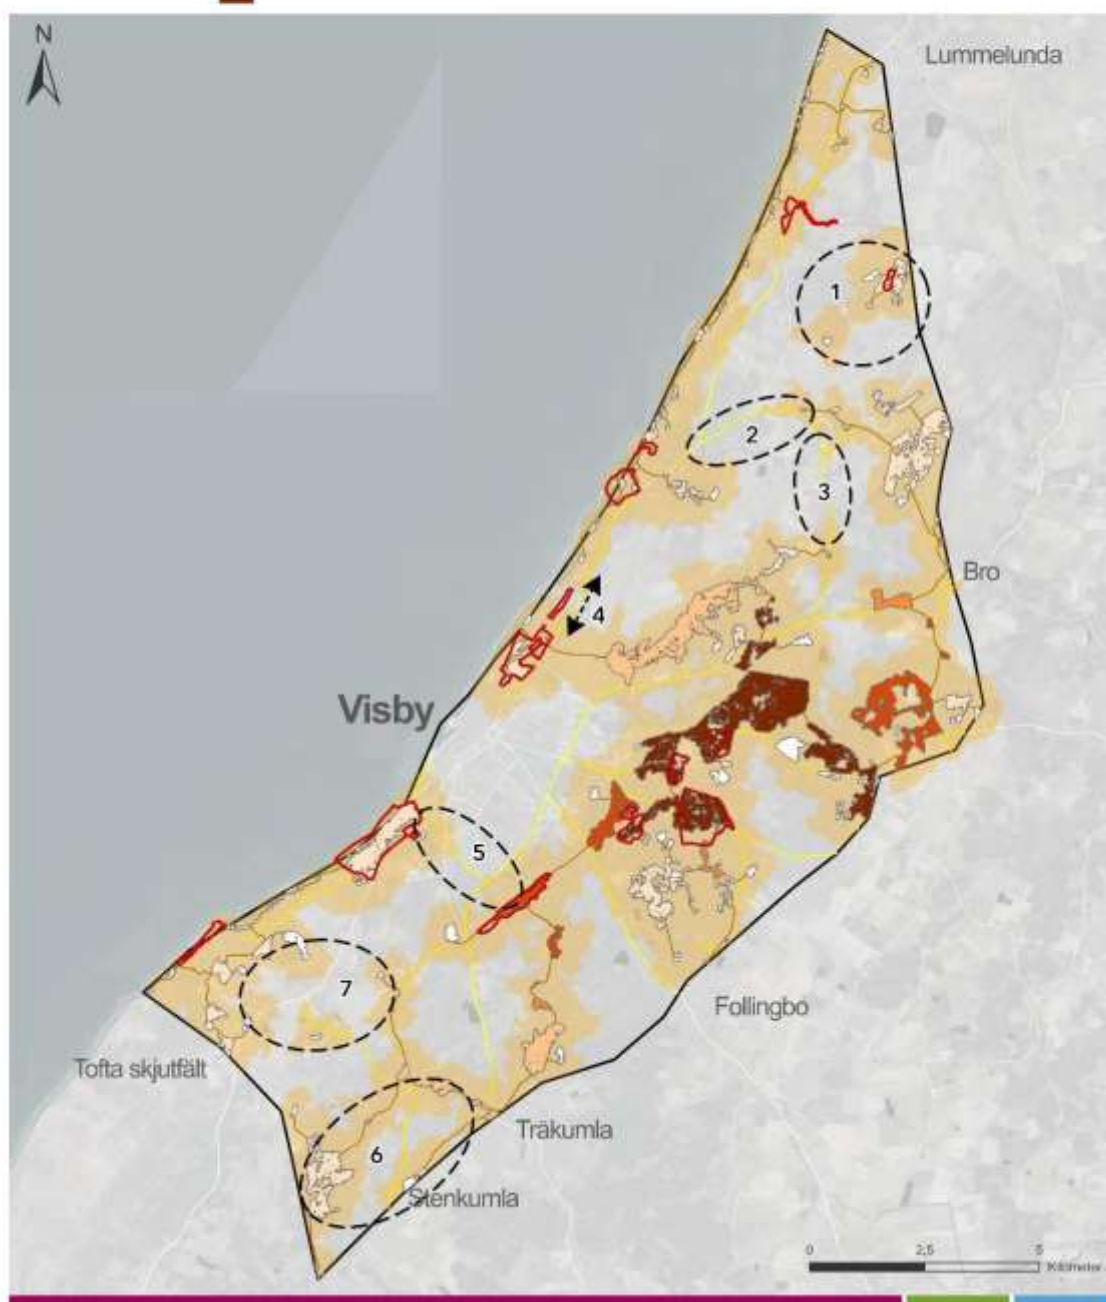 N
Lummelunda
1
2
3
Bro
4
Visby
5
7
Follingbo
Tofta skjutfält
Träkumla
6
Stenkumla
0 2,5 5
Kilometer